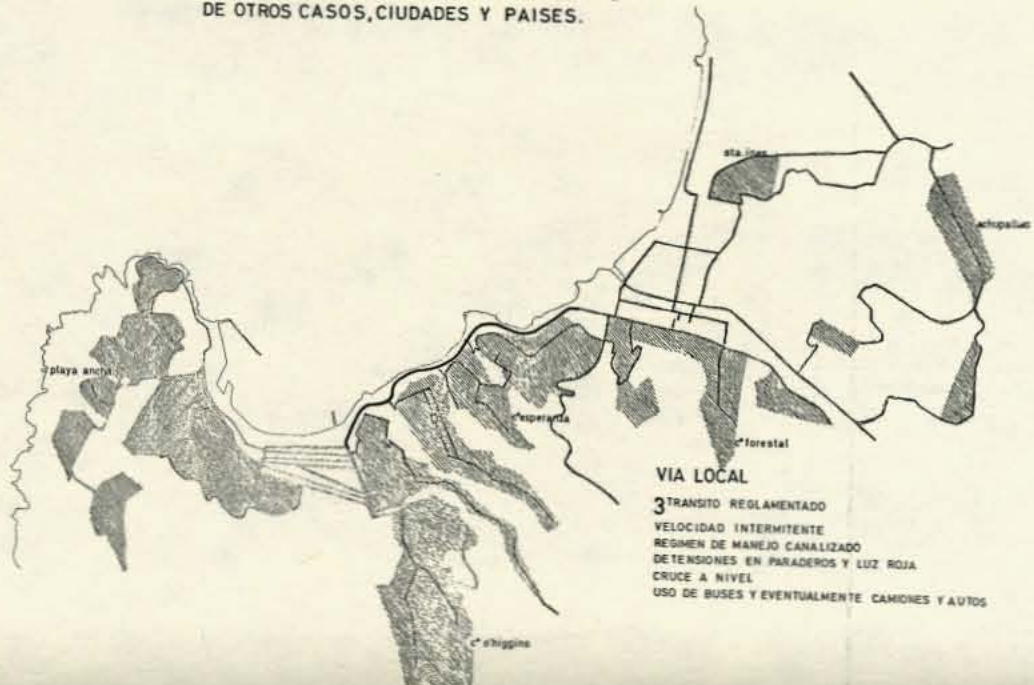 DE OTROS CASOS, CIUDADES Y PAISES.
sta. ines
achupallas
playa ancha
cº esperanza
cº forestal
VIA LOCAL
3 TRANSITO REGLAMENTADO
VELOCIDAD INTERMITENTE
REGIMEN DE MANEJO CANALIZADO
DETENSIONES EN PARADEROS Y LUZ ROJA
CRUCE A NIVEL
USO DE BUSES Y EVENTUALMENTE CAMIONES Y AUTOS
cº o'higgins